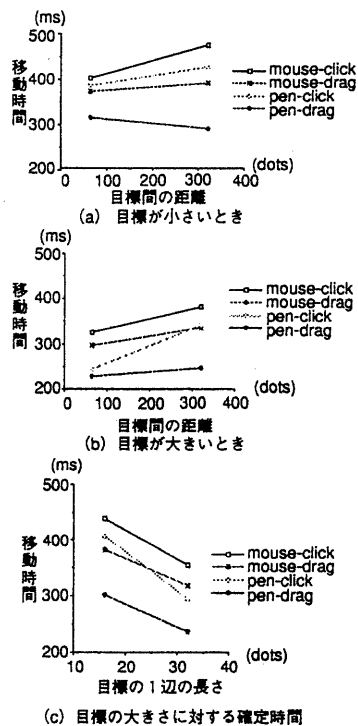 (ms)
500
400
300
200
移動時間
mouse-click
mouse-drag
pen-click
pen-drag
0 100 200 300 400
(dots)
目標間の距離
(a) 目標が小さいとき
(ms)
500
400
300
200
移動時間
mouse-click
mouse-drag
pen-click
pen-drag
0 100 200 300 400
(dots)
目標間の距離
(b) 目標が大きいとき
(ms)
500
400
300
200
移動時間
mouse-click
mouse-drag
pen-click
pen-drag
10 20 30 40
(dots)
目標の1辺の長さ
(c) 目標の大きさに対する確定時間